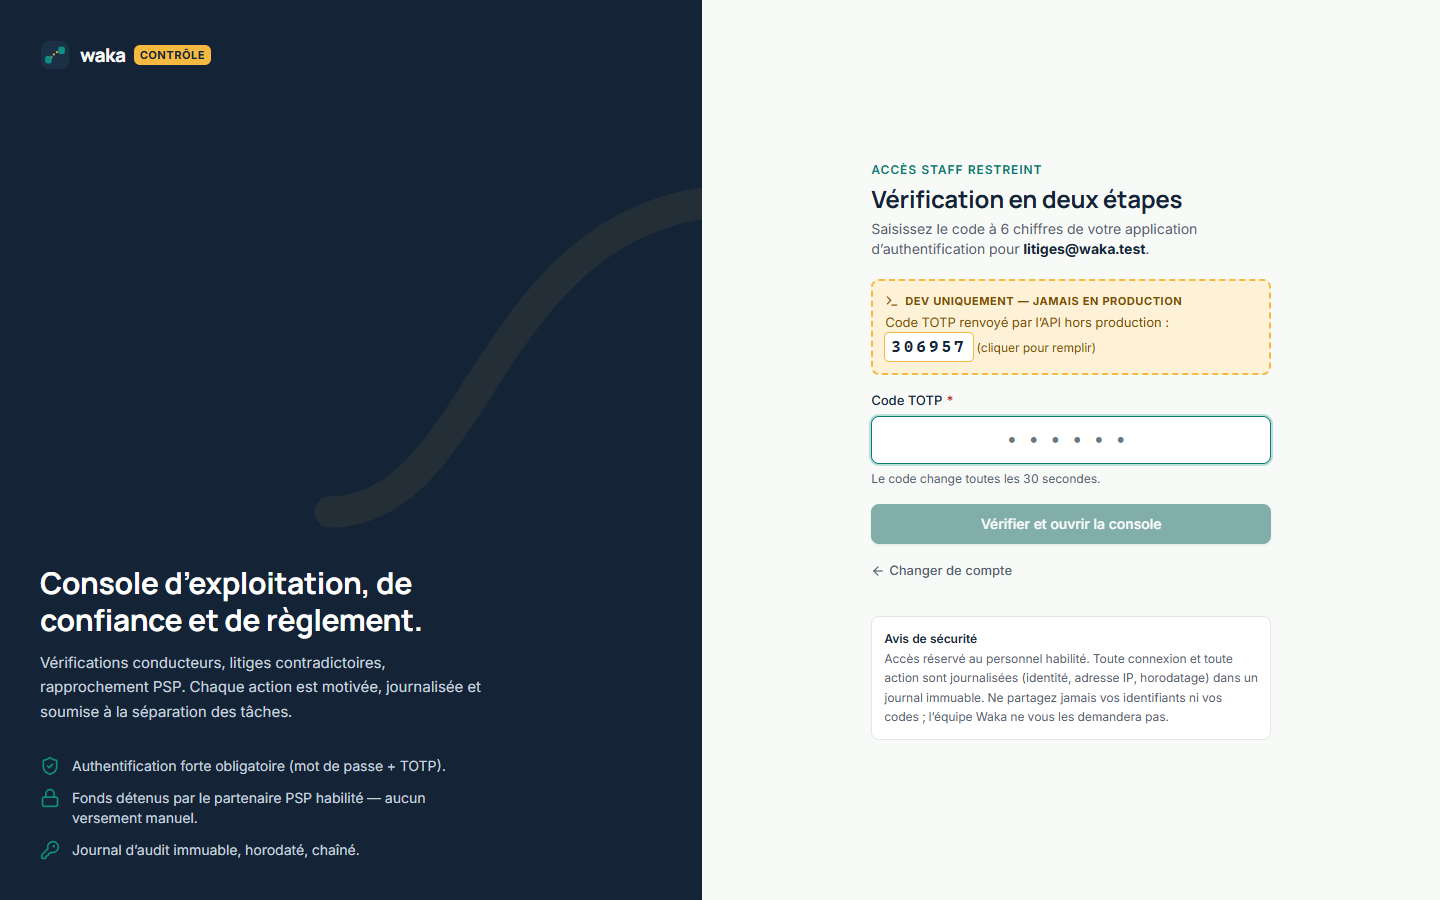 waka CONTRÔLE
Console d’exploitation, de
confiance et de règlement.
Vérifications conducteurs, litiges contradictoires,
rapprochement PSP. Chaque action est motivée, journalisée et
soumise à la séparation des tâches.
Authentification forte obligatoire (mot de passe + TOTP).
Fonds détenus par le partenaire PSP habilité — aucun
versement manuel.
Journal d’audit immuable, horodaté, chaîné.
ACCÈS STAFF RESTREINT
Vérification en deux étapes
Saisissez le code à 6 chiffres de votre application
d’authentification pour litiges@waka.test.
DEV UNIQUEMENT — JAMAIS EN PRODUCTION
Code TOTP renvoyé par l’API hors production :
306957 (cliquer pour remplir)
Code TOTP *
••••••
Le code change toutes les 30 secondes.
Vérifier et ouvrir la console
← Changer de compte
Avis de sécurité
Accès réservé au personnel habilité. Toute connexion et toute
action sont journalisées (identité, adresse IP, horodatage) dans un
journal immuable. Ne partagez jamais vos identifiants ni vos
codes ; l’équipe Waka ne vous les demandera pas.